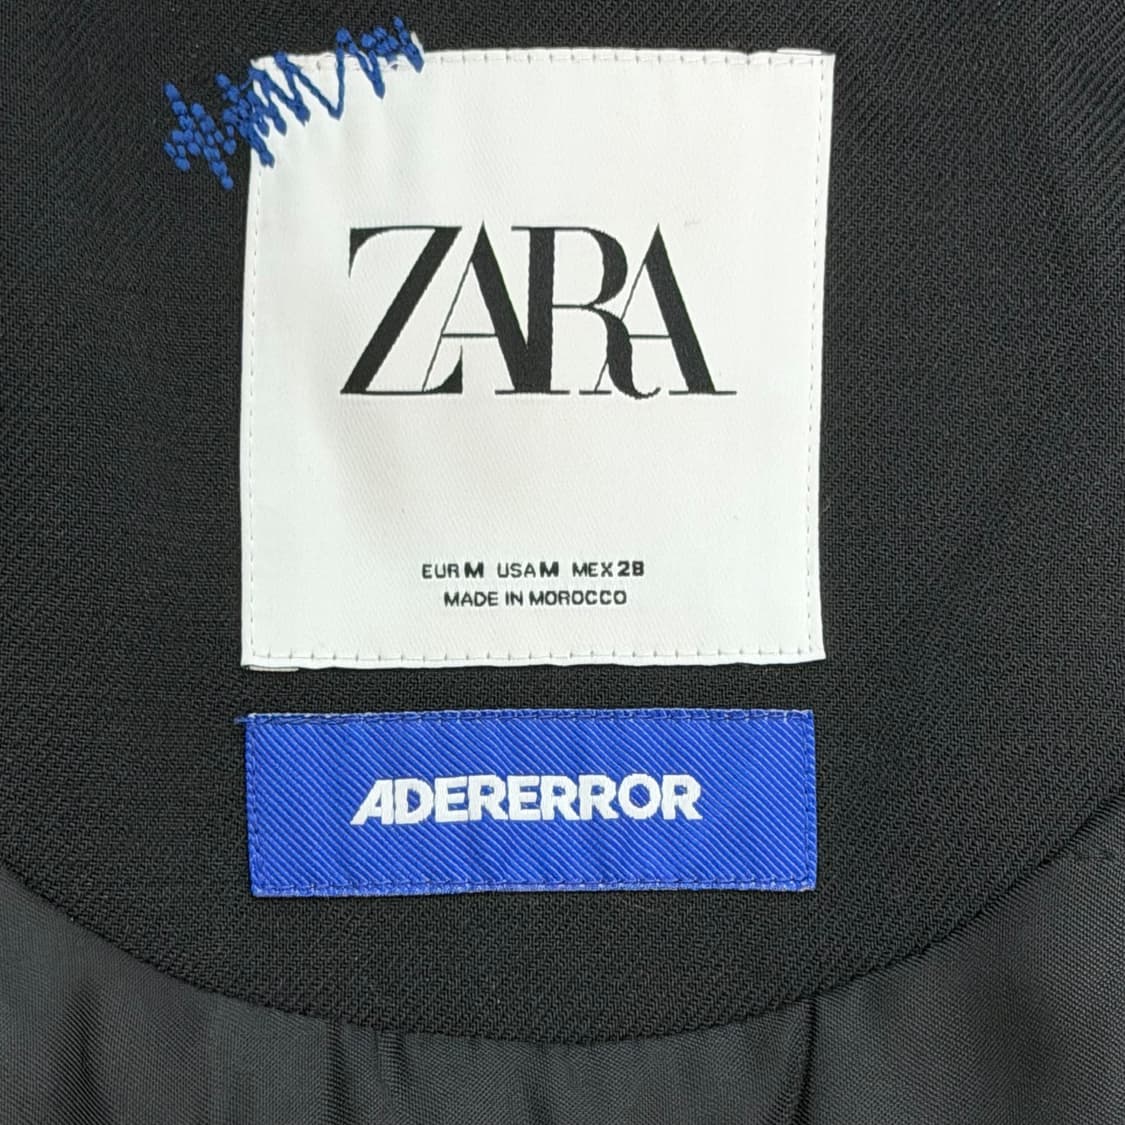 ZARA
EUR M USA M MEX 28
MADE IN MOROCCO
ADERERROR